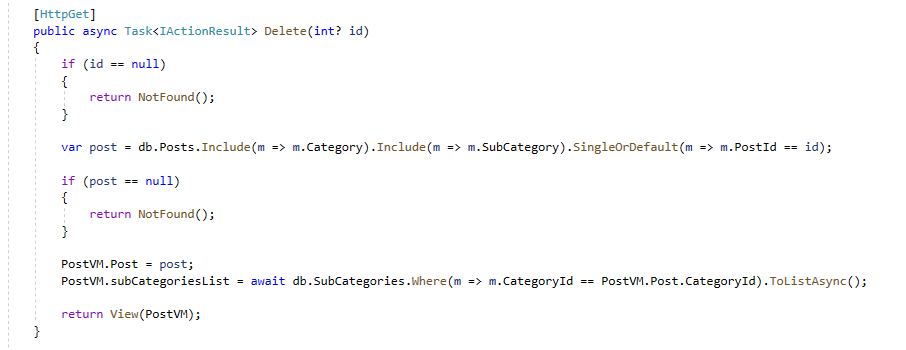 [HttpGet]
public async Task<IActionResult> Delete(int? id)
{
if (id == null)
{
return NotFound();
}
var post = db.Posts.Include(m => m.Category).Include(m => m.SubCategory).SingleOrDefault(m => m.PostId == id);
if (post == null)
{
return NotFound();
}
PostVM.Post = post;
PostVM.subCategoriesList = await db.SubCategories.Where(m => m.CategoryId == PostVM.Post.CategoryId).ToListAsync();
return View(PostVM);
}